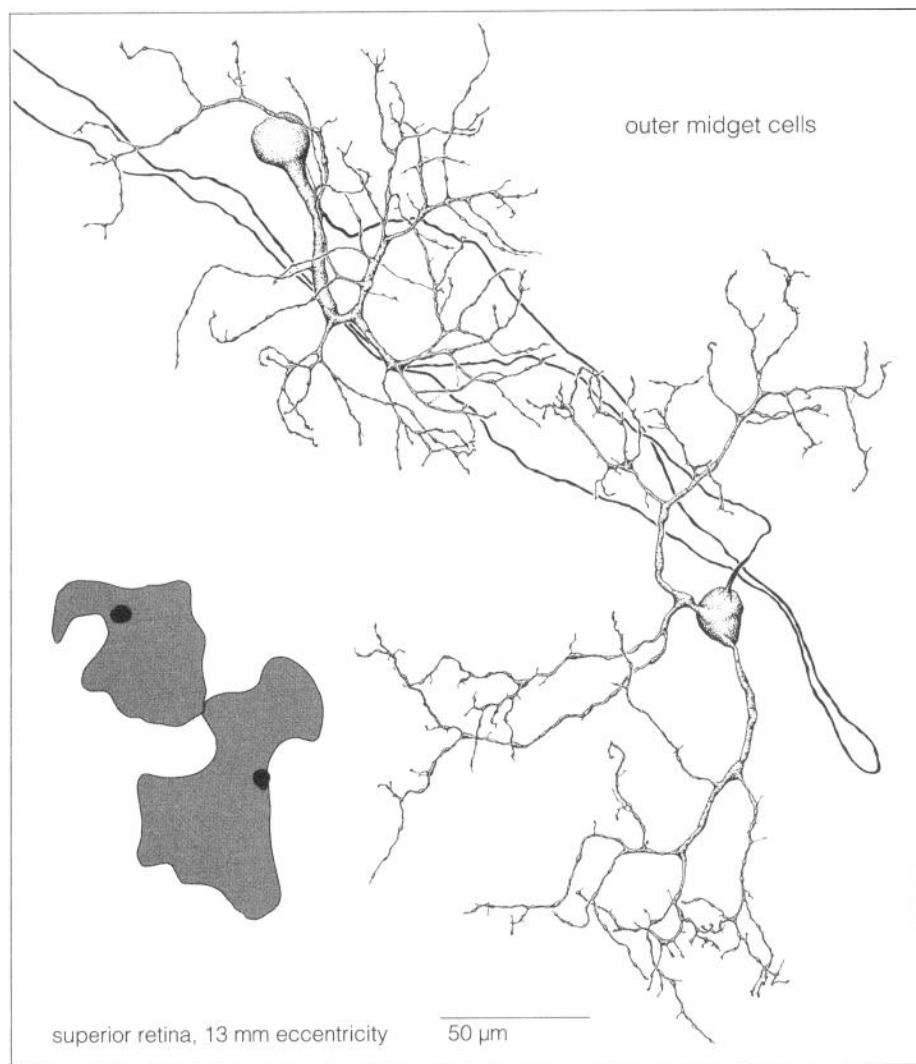 outer midget cells
superior retina, 13 mm eccentricity
50 µm